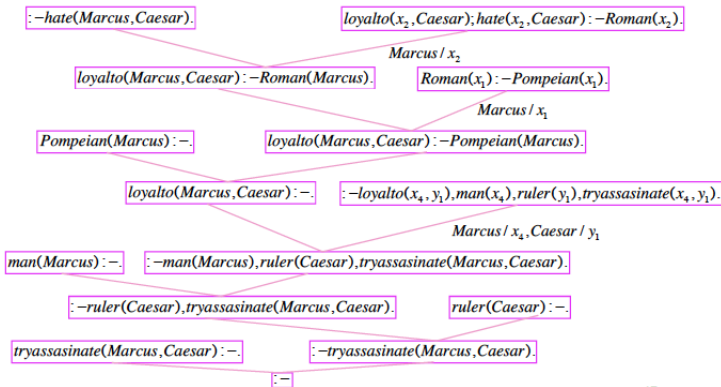 :−hate(Marcus,Caesar). loyalto(x₂,Caesar);hate(x₂,Caesar):−Roman(x₂).
Marcus/x₂
loyalto(Marcus,Caesar):−Roman(Marcus). Roman(x₁):−Pompeian(x₁).
Marcus/x₁
Pompeian(Marcus):−. loyalto(Marcus,Caesar):−Pompeian(Marcus).
loyalto(Marcus,Caesar):−. :−loyalto(x₄,y₁),man(x₄),ruler(y₁),tryassasinate(x₄,y₁).
Marcus/x₄,Caesar/y₁
man(Marcus):−. :−man(Marcus),ruler(Caesar),tryassasinate(Marcus,Caesar).
:−ruler(Caesar),tryassasinate(Marcus,Caesar). ruler(Caesar):−.
tryassasinate(Marcus,Caesar):−. :−tryassasinate(Marcus,Caesar).
:−